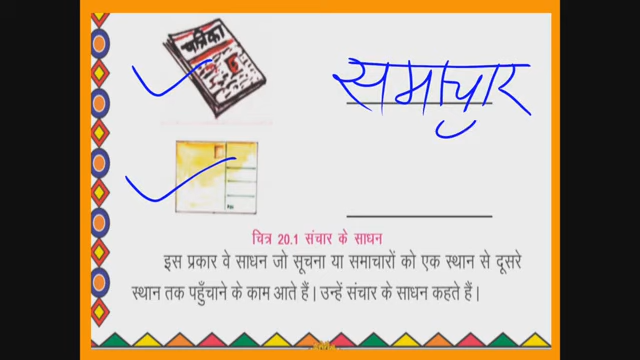 पत्रिका
समाचार
चित्र 20.1 संचार के साधन
इस प्रकार वे साधन जो सूचना या समाचारों को एक स्थान से दूसरे
स्थान तक पहुँचाने के काम आते हैं। उन्हें संचार के साधन कहते हैं।